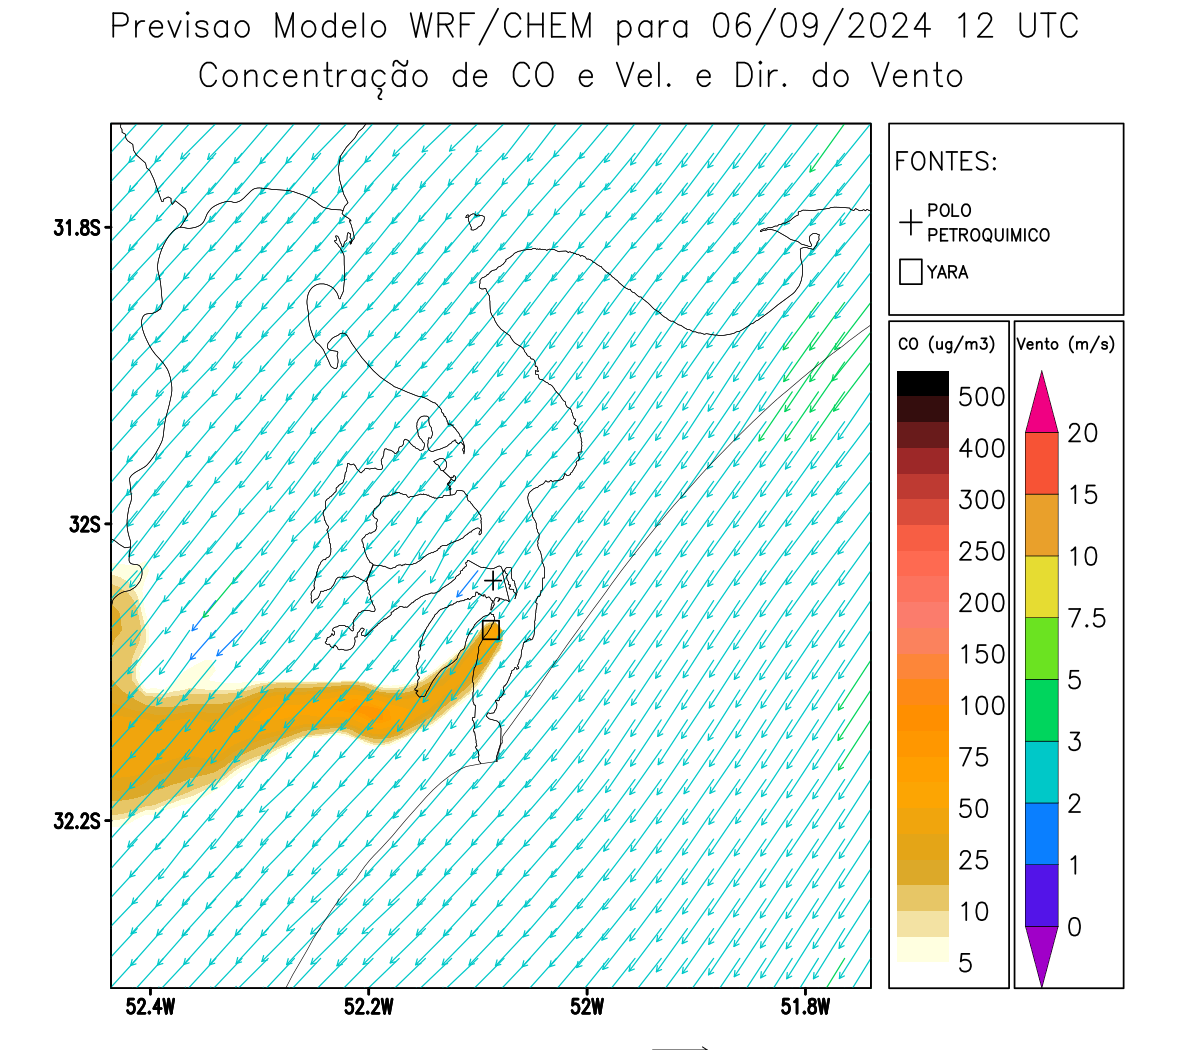 Previsao Modelo WRF/CHEM para 06/09/2024 12 UTC
Concentração de CO e Vel. e Dir. do Vento
FONTES:
POLO
PETROQUIMICO
YARA
CO (ug/m3)
500
400
300
250
200
150
100
75
50
25
10
5
Vento (m/s)
20
15
10
7.5
5
3
2
1
0
31.8S
32S
32.2S
52.4W
52.2W
52W
51.8W